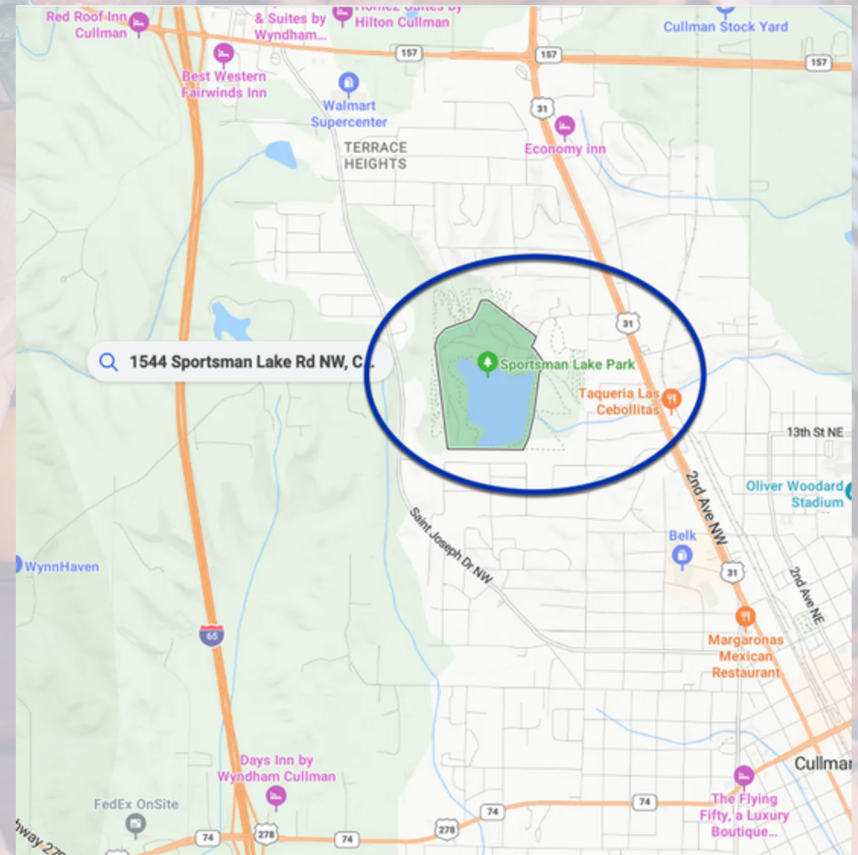 Red Roof Inn
Cullman
& Suites by
Wyndham...
Home2 Suites by
Hilton Cullman
Cullman Stock Yard
157
157
157
Best Western
Fairwinds Inn
Walmart
Supercenter
31
Economy inn
TERRACE
HEIGHTS
31
1544 Sportsman Lake Rd NW, C...
Sportsman Lake Park
Taqueria Las
Cebollitas
13th St NE
2nd Ave NW
Oliver Woodard
Stadium
Saint Joseph Dr NW
Belk
WynnHaven
31
2nd Ave NE
65
Margaronas
Mexican
Restaurant
Days Inn by
Wyndham Cullman
Cullmar
FedEx OnSite
74
74
The Flying
Fifty, a Luxury
Boutique...
hway 278
74
278
74
278